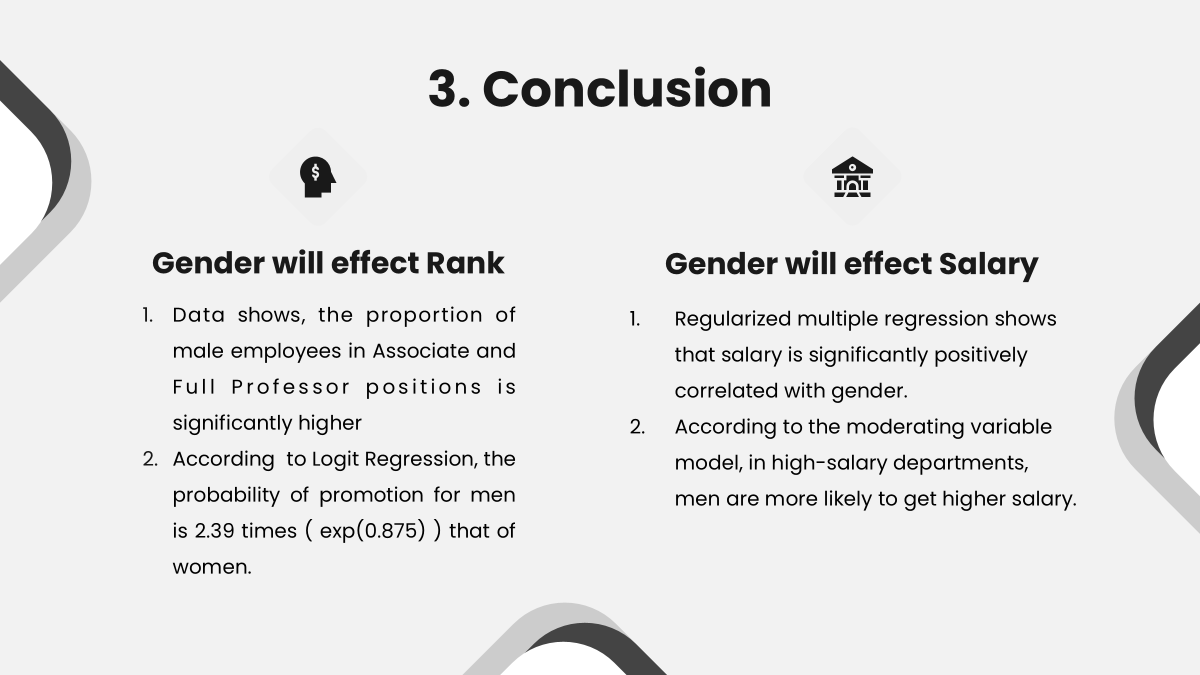 3. Conclusion
$
Gender will effect Rank
1. Data shows, the proportion of
male employees in Associate and
Full Professor positions is
significantly higher
2. According to Logit Regression, the
probability of promotion for men
is 2.39 times ( exp(0.875) ) that of
women.
Gender will effect Salary
1. Regularized multiple regression shows
that salary is significantly positively
correlated with gender.
2. According to the moderating variable
model, in high-salary departments,
men are more likely to get higher salary.